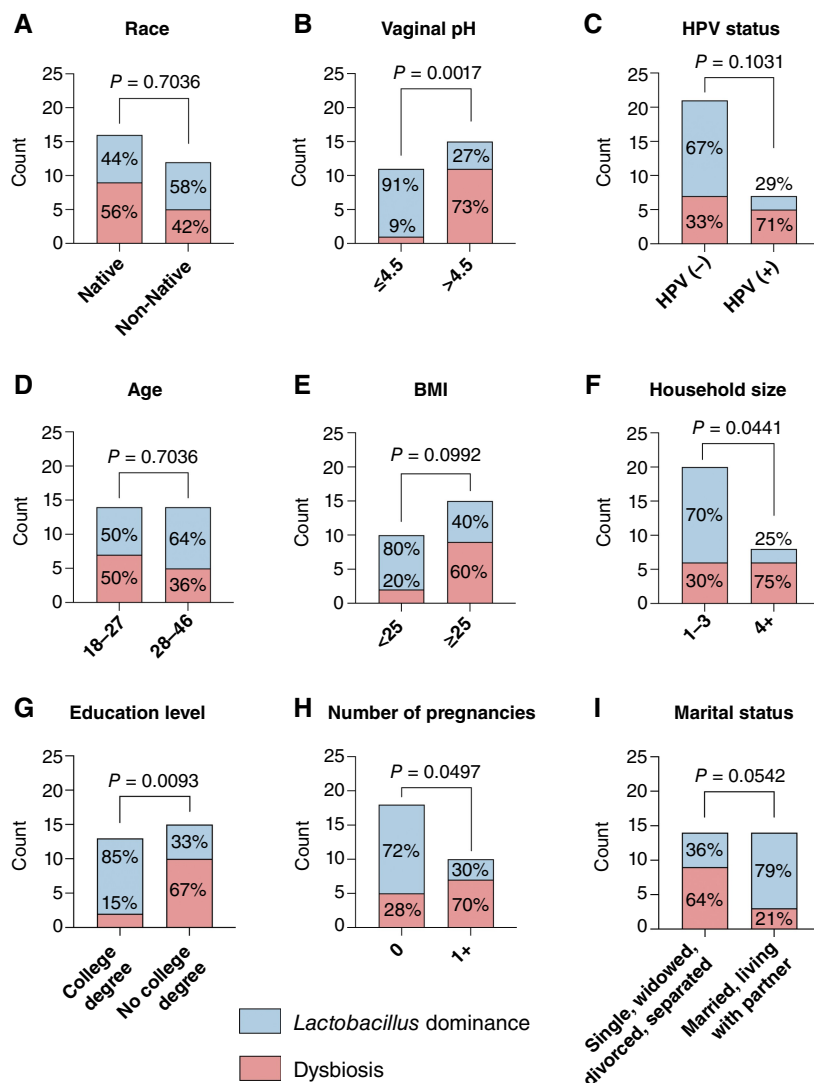 A Race
P = 0.7036
Count
25
20
15
10
5
0
44%
56%
58%
42%
Native
Non-Native
B Vaginal pH
P = 0.0017
Count
25
20
15
10
5
0
91%
9%
27%
73%
≤4.5
>4.5
C HPV status
P = 0.1031
Count
25
20
15
10
5
0
67%
33%
29%
71%
HPV (–)
HPV (+)
D Age
P = 0.7036
Count
25
20
15
10
5
0
50%
50%
64%
36%
18–27
28–46
E BMI
P = 0.0992
Count
25
20
15
10
5
0
80%
20%
40%
60%
<25
≥25
F Household size
P = 0.0441
Count
25
20
15
10
5
0
70%
30%
25%
75%
1–3
4+
G Education level
P = 0.0093
Count
25
20
15
10
5
0
85%
15%
33%
67%
College
degree
No college
degree
H Number of pregnancies
P = 0.0497
Count
25
20
15
10
5
0
72%
28%
30%
70%
0
1+
I Marital status
P = 0.0542
Count
25
20
15
10
5
0
36%
64%
79%
21%
Single, widowed,
divorced, separated
Married, living
with partner
Lactobacillus dominance
Dysbiosis